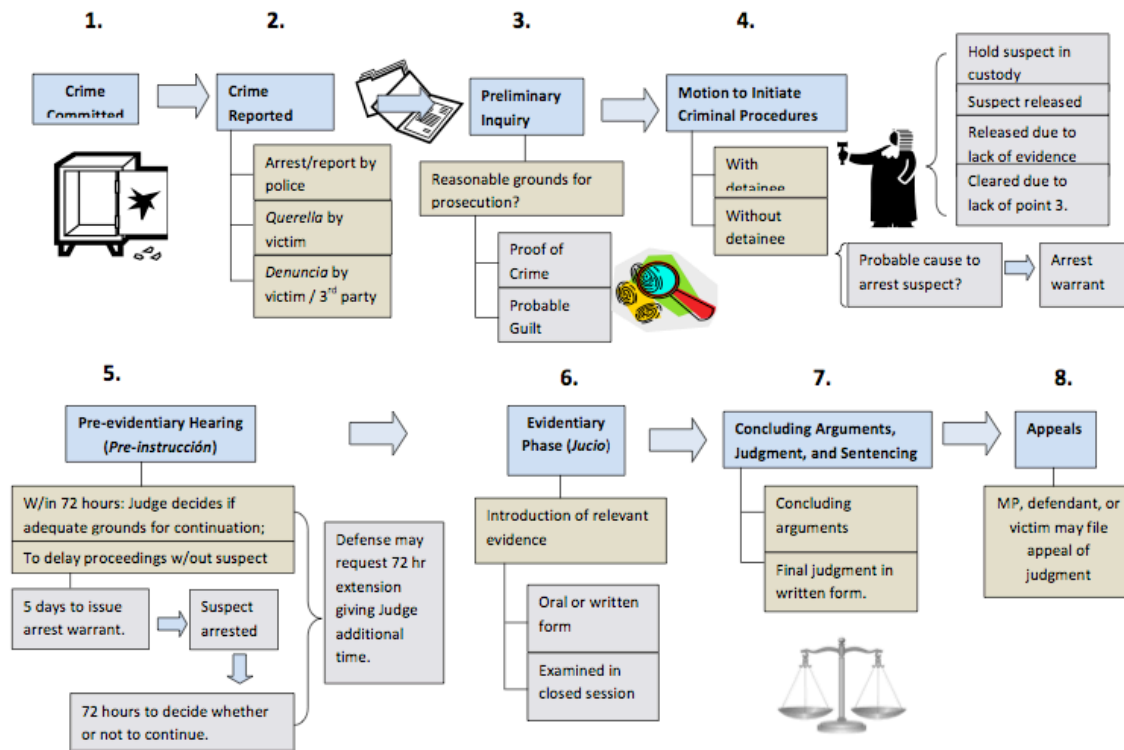 1.
Crime
Committed
2.
Crime
Reported
Arrest/report by
police
Querella by
victim
Denuncia by
victim / 3rd party
3.
Preliminary
Inquiry
Reasonable grounds for
prosecution?
Proof of
Crime
Probable
Guilt
4.
Motion to Initiate
Criminal Procedures
With
detainee
Without
detainee
Hold suspect in
custody
Suspect released
Released due to
lack of evidence
Cleared due to
lack of point 3.
Probable cause to
arrest suspect?
Arrest
warrant
5.
Pre-evidentiary Hearing
(Pre-instrucción)
W/in 72 hours: Judge decides if
adequate grounds for continuation;
To delay proceedings w/out suspect
5 days to issue
arrest warrant.
Suspect
arrested
72 hours to decide whether
or not to continue.
Defense may
request 72 hr
extension
giving Judge
additional
time.
6.
Evidentiary
Phase (Jucio)
Introduction of relevant
evidence
Oral or written
form
Examined in
closed session
7.
Concluding Arguments,
Judgment, and Sentencing
Concluding
arguments
Final judgment in
written form.
8.
Appeals
MP, defendant, or
victim may file
appeal of
judgment